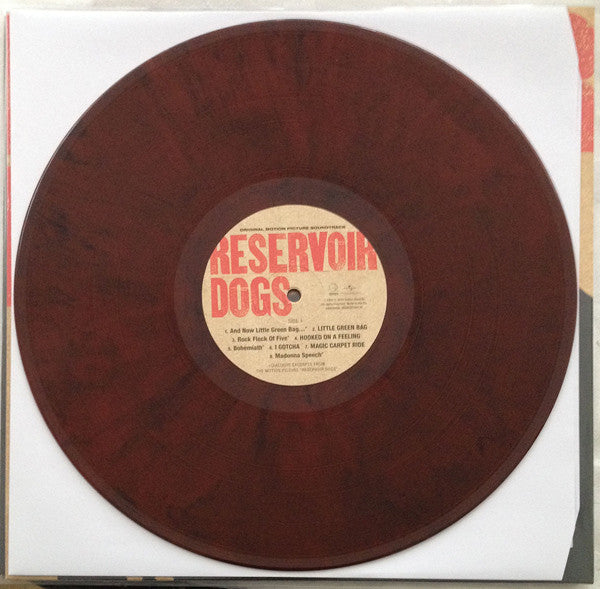 ORIGINAL MOTION PICTURE SOUNDTRACK
RESERVOIR
DOGS
SIDE 1
1. And Now Little Green Bag..." 2. LITTLE GREEN BAG
3. Rock Flock Of Five* 4. HOOKED ON A FEELING
5. Bohemiath* 6. I GOTCHA 7. MAGIC CARPET RIDE
8. Madonna Speech*
*DIALOGUE EXCERPTS FROM
THE MOTION PICTURE "RESERVOIR DOGS"